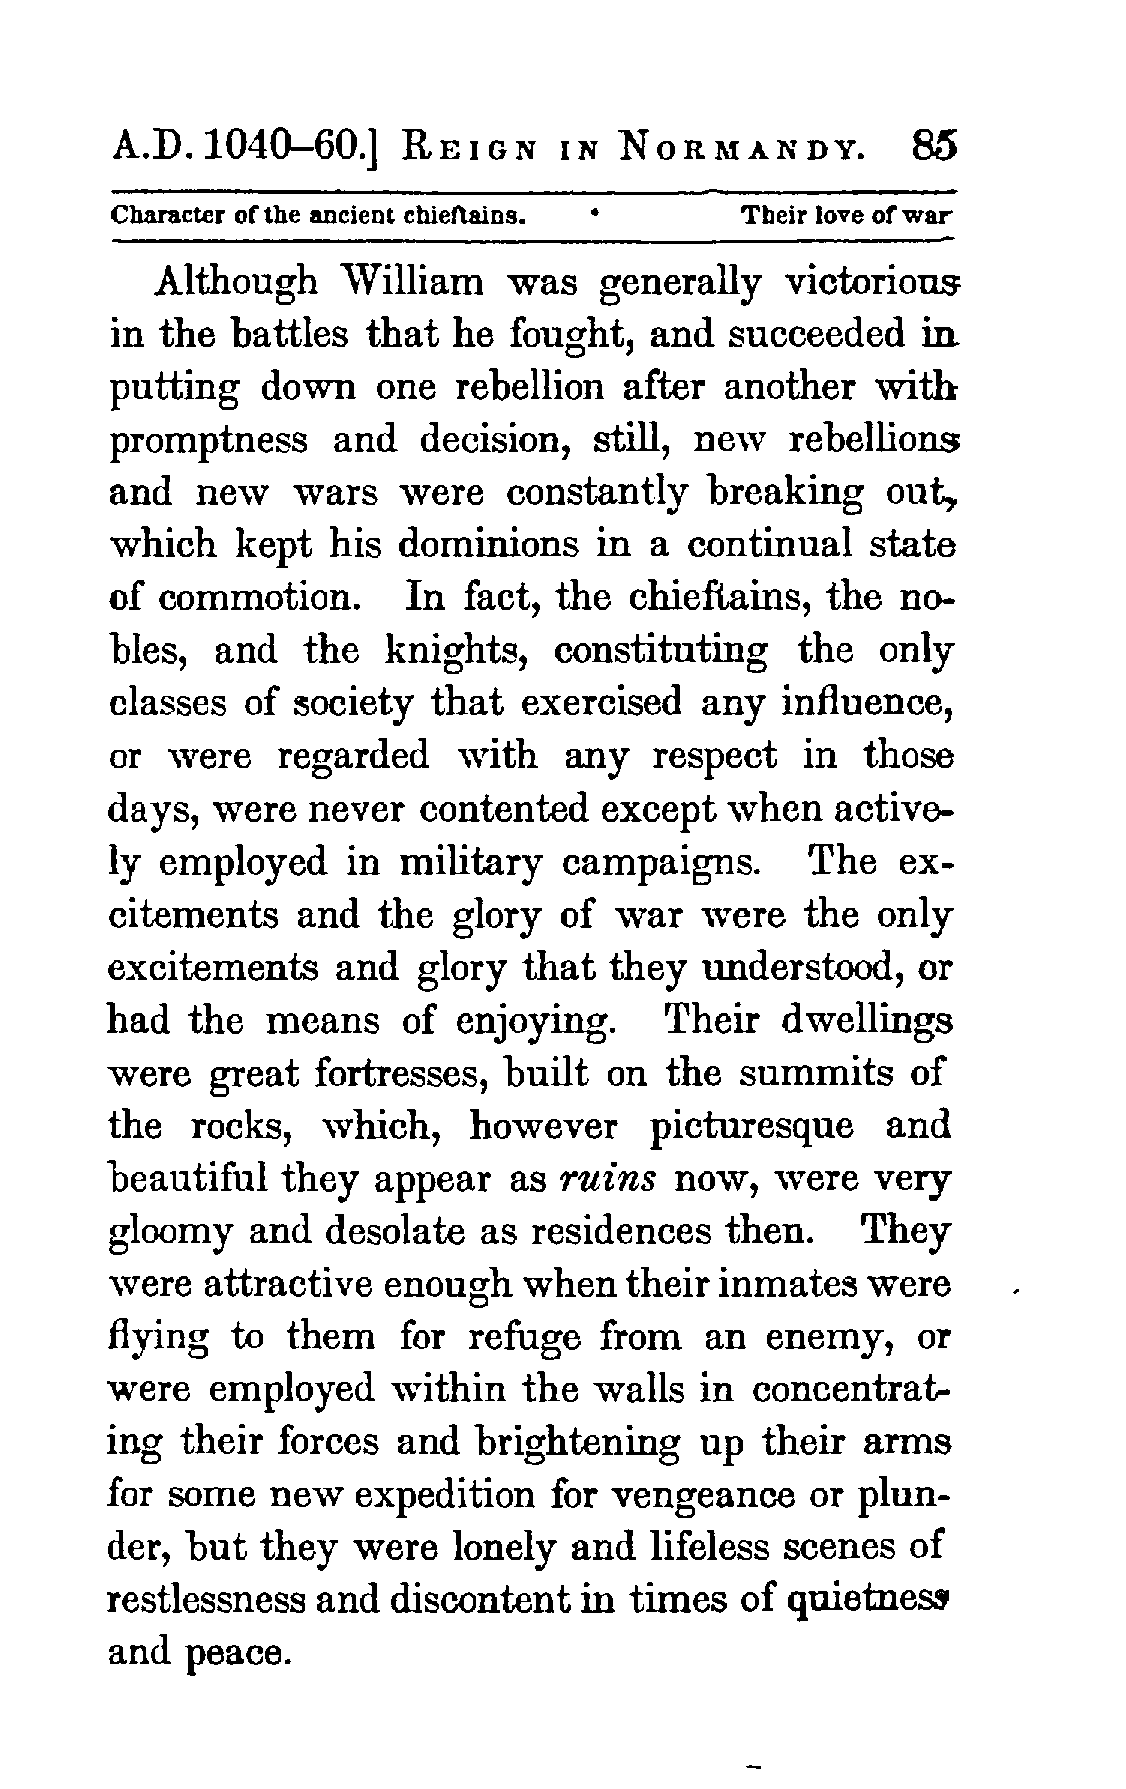 A.D. 1040–60.] REIGN IN NORMANDY. 85
Character of the ancient chieftains. Their love of war
Although William was generally victorious
in the battles that he fought, and succeeded in
putting down one rebellion after another with
promptness and decision, still, new rebellions
and new wars were constantly breaking out,
which kept his dominions in a continual state
of commotion. In fact, the chieftains, the no-
bles, and the knights, constituting the only
classes of society that exercised any influence,
or were regarded with any respect in those
days, were never contented except when active-
ly employed in military campaigns. The ex-
citements and the glory of war were the only
excitements and glory that they understood, or
had the means of enjoying. Their dwellings
were great fortresses, built on the summits of
the rocks, which, however picturesque and
beautiful they appear as ruins now, were very
gloomy and desolate as residences then. They
were attractive enough when their inmates were
flying to them for refuge from an enemy, or
were employed within the walls in concentrat-
ing their forces and brightening up their arms
for some new expedition for vengeance or plun-
der, but they were lonely and lifeless scenes of
restlessness and discontent in times of quietness
and peace.